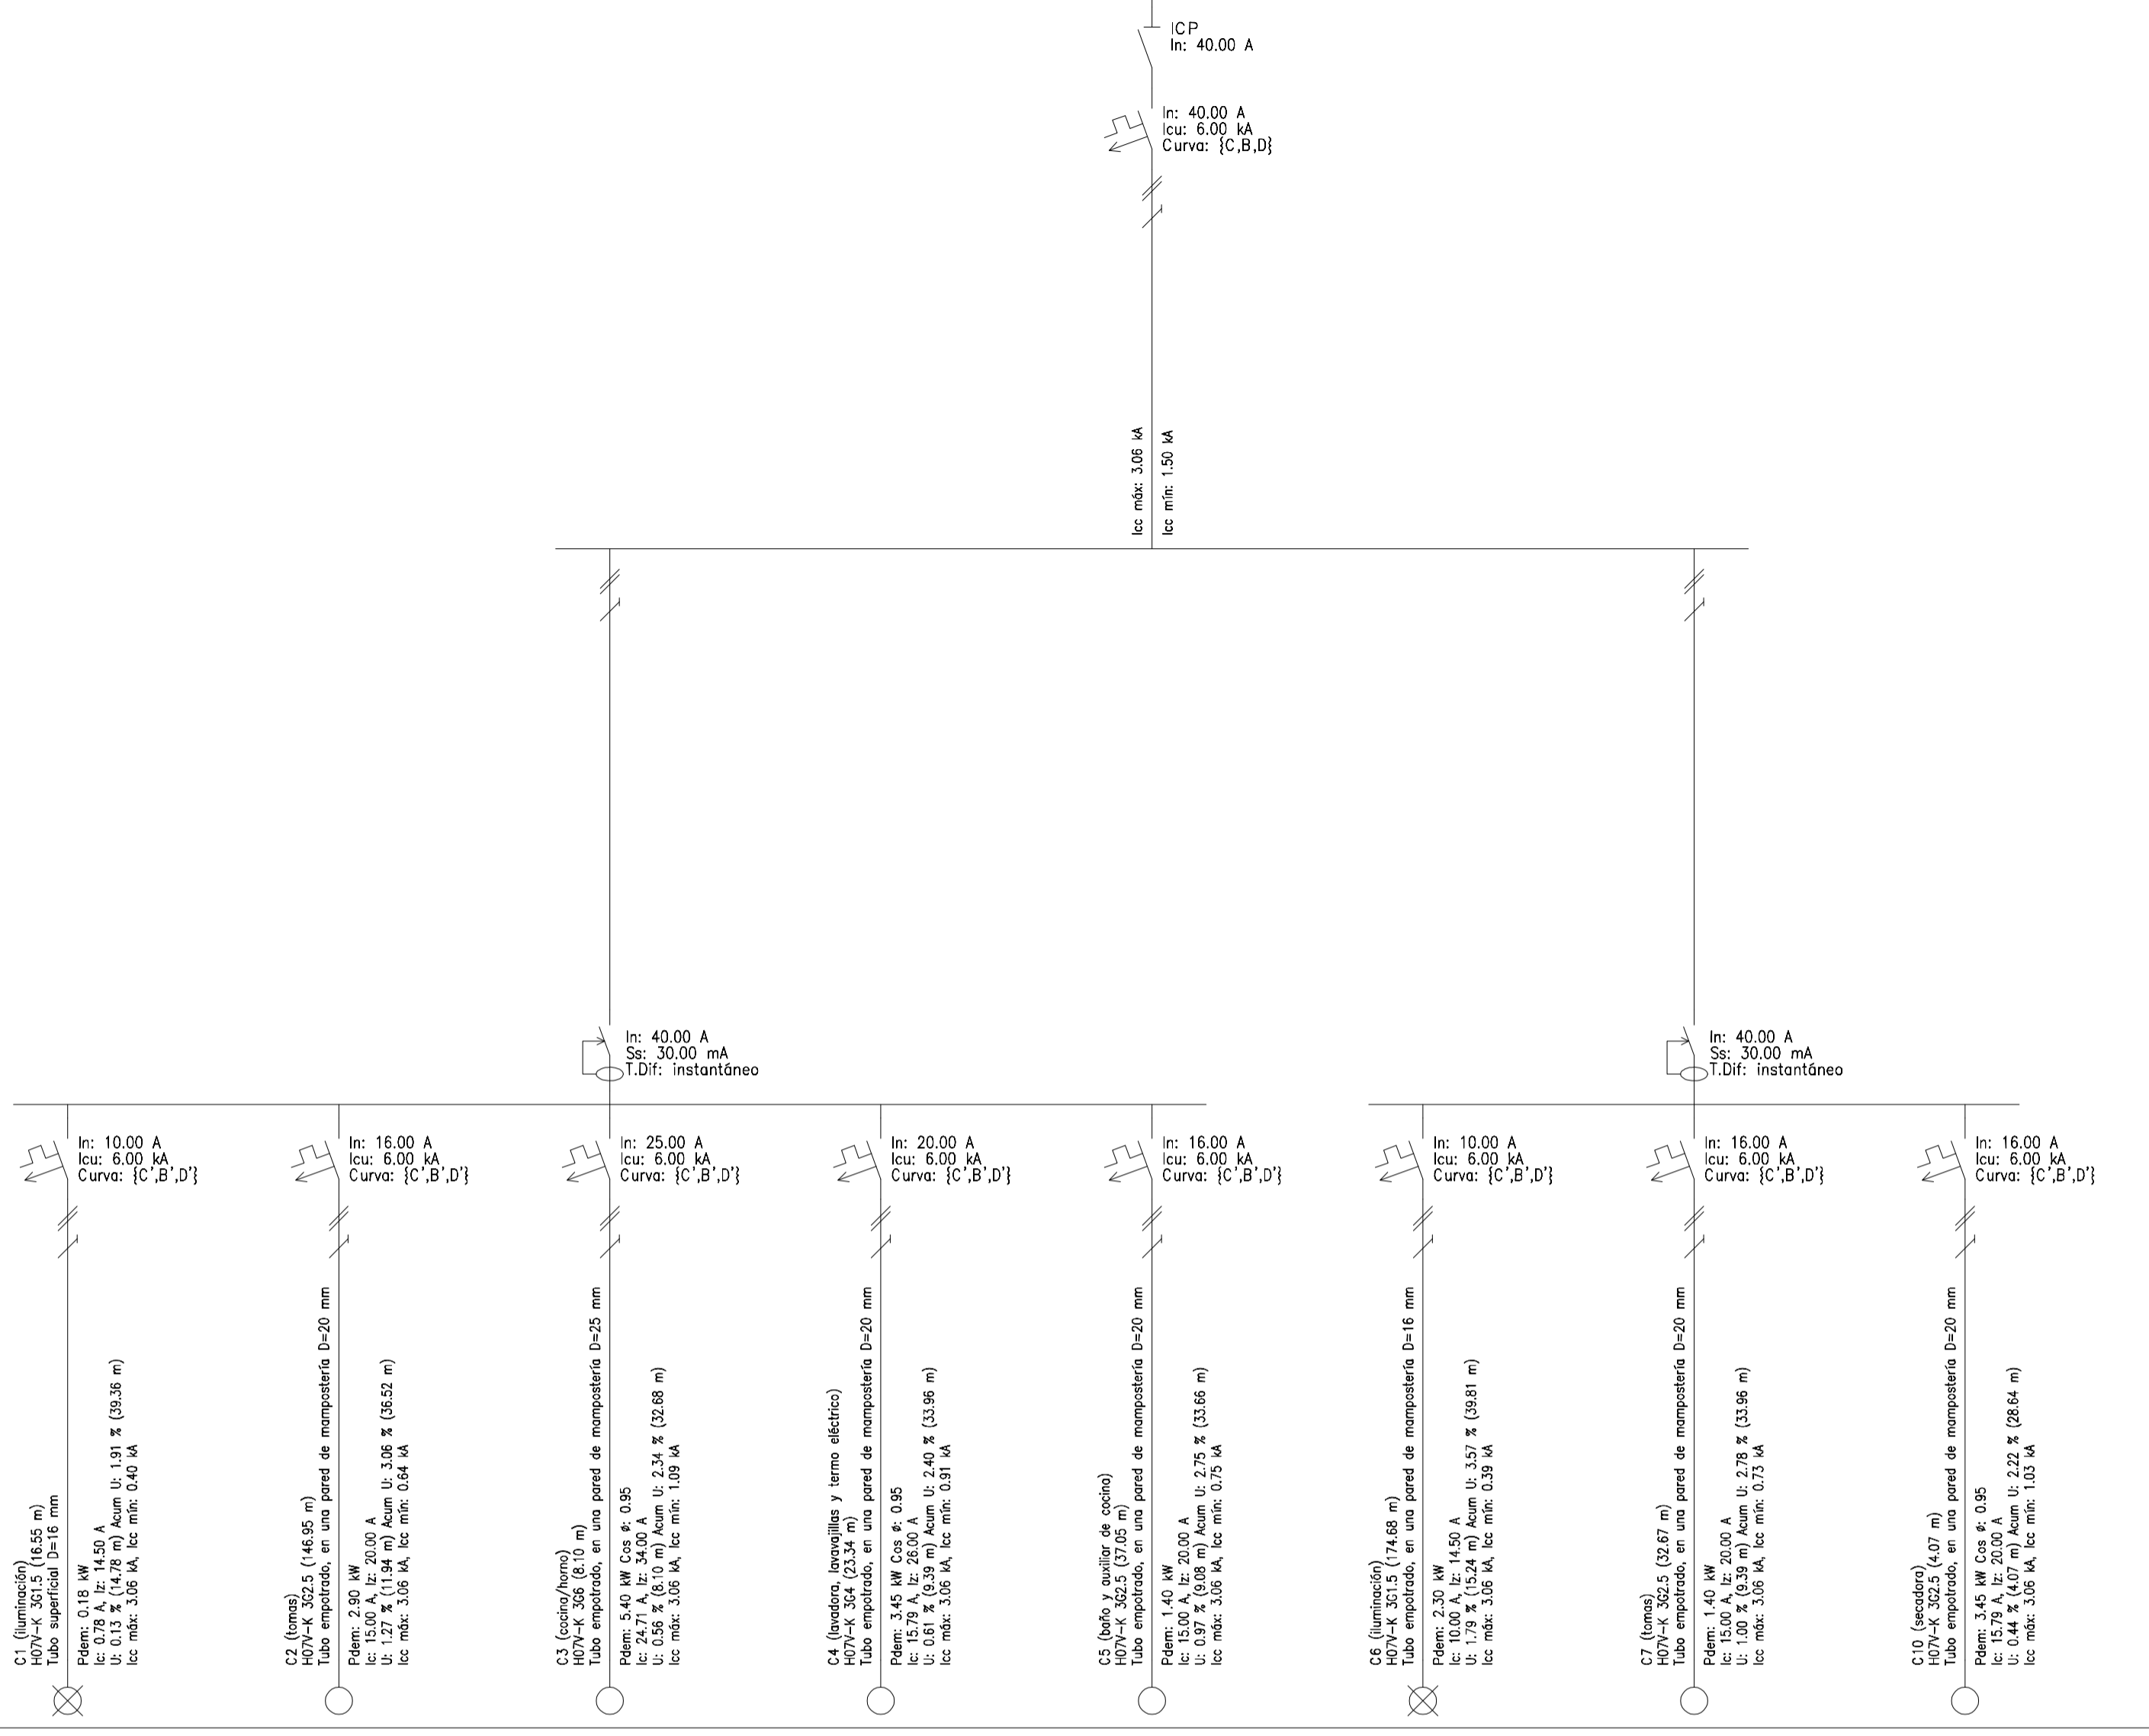 ICP
In: 40.00 A
In: 40.00 A
Icu: 6.00 kA
Curva: {C,B,D}
Icc máx: 3.06 kA
Icc mín: 1.50 kA
In: 40.00 A
Ss: 30.00 mA
T.Dif: instantáneo
In: 40.00 A
Ss: 30.00 mA
T.Dif: instantáneo
In: 10.00 A
Icu: 6.00 kA
Curva: {C',B',D'}
In: 16.00 A
Icu: 6.00 kA
Curva: {C',B',D'}
In: 25.00 A
Icu: 6.00 kA
Curva: {C',B',D'}
In: 20.00 A
Icu: 6.00 kA
Curva: {C',B',D'}
In: 16.00 A
Icu: 6.00 kA
Curva: {C',B',D'}
In: 10.00 A
Icu: 6.00 kA
Curva: {C',B',D'}
In: 16.00 A
Icu: 6.00 kA
Curva: {C',B',D'}
In: 16.00 A
Icu: 6.00 kA
Curva: {C',B',D'}
C1 (iluminación)
H07V-K 3G1.5 (16.55 m)
Tubo superficial D=16 mm
Pdem: 0.18 kW
Ic: 0.78 A, Iz: 14.50 A
U: 0.13 % (14.78 m) Acum U: 1.91 % (39.36 m)
Icc máx: 3.06 kA, Icc mín: 0.40 kA
C2 (tomas)
H07V-K 3G2.5 (146.95 m)
Tubo empotrado, en una pared de mampostería D=20 mm
Pdem: 2.90 kW
Ic: 15.00 A, Iz: 20.00 A
U: 1.27 % (11.94 m) Acum U: 3.06 % (36.52 m)
Icc máx: 3.06 kA, Icc mín: 0.64 kA
C3 (cocina/horno)
H07V-K 3G6 (8.10 m)
Tubo empotrado, en una pared de mampostería D=25 mm
Pdem: 5.40 kW Cos ø: 0.95
Ic: 24.71 A, Iz: 34.00 A
U: 0.56 % (8.10 m) Acum U: 2.34 % (32.68 m)
Icc máx: 3.06 kA, Icc mín: 1.09 kA
C4 (lavadora, lavavajillas y termo eléctrico)
H07V-K 3G4 (23.34 m)
Tubo empotrado, en una pared de mampostería D=20 mm
Pdem: 3.45 kW Cos ø: 0.95
Ic: 15.79 A, Iz: 26.00 A
U: 0.61 % (9.39 m) Acum U: 2.40 % (33.96 m)
Icc máx: 3.06 kA, Icc mín: 0.91 kA
C5 (baño y auxiliar de cocina)
H07V-K 3G2.5 (37.05 m)
Tubo empotrado, en una pared de mampostería D=20 mm
Pdem: 1.40 kW
Ic: 15.00 A, Iz: 20.00 A
U: 0.97 % (9.08 m) Acum U: 2.75 % (33.66 m)
Icc máx: 3.06 kA, Icc mín: 0.75 kA
C6 (iluminación)
H07V-K 3G1.5 (174.68 m)
Tubo empotrado, en una pared de mampostería D=16 mm
Pdem: 2.30 kW
Ic: 10.00 A, Iz: 14.50 A
U: 1.79 % (15.24 m) Acum U: 3.57 % (39.81 m)
Icc máx: 3.06 kA, Icc mín: 0.39 kA
C7 (tomas)
H07V-K 3G2.5 (32.67 m)
Tubo empotrado, en una pared de mampostería D=20 mm
Pdem: 1.40 kW
Ic: 15.00 A, Iz: 20.00 A
U: 1.00 % (9.39 m) Acum U: 2.78 % (33.96 m)
Icc máx: 3.06 kA, Icc mín: 0.73 kA
C10 (secadora)
H07V-K 3G2.5 (4.07 m)
Tubo empotrado, en una pared de mampostería D=20 mm
Pdem: 3.45 kW Cos ø: 0.95
Ic: 15.79 A, Iz: 20.00 A
U: 0.44 % (4.07 m) Acum U: 2.22 % (28.64 m)
Icc máx: 3.06 kA, Icc mín: 1.03 kA